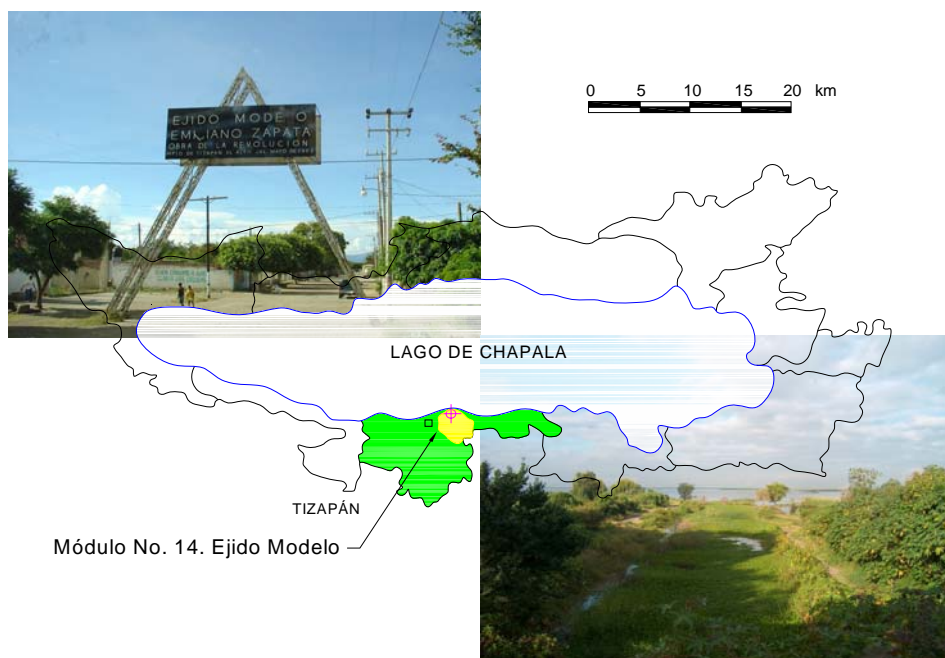 EJIDO MODE O
EMILIANO ZAPATA
OBRA DE LA REVOLUCION
0 5 10 15 20 km
LAGO DE CHAPALA
TIZAPÁN
Módulo No. 14. Ejido Modelo